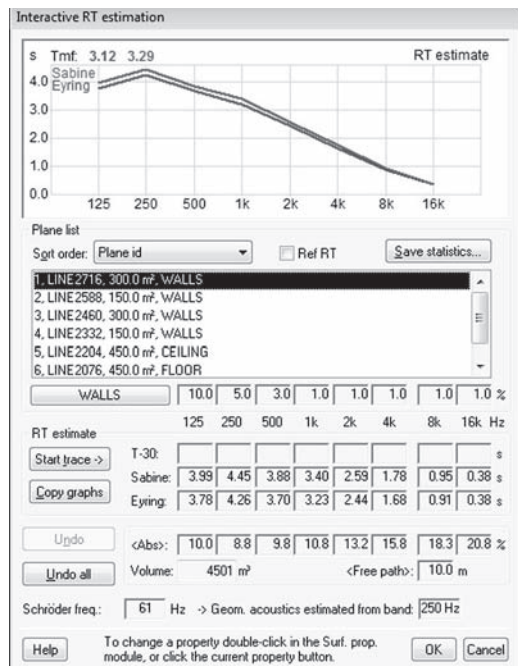 Interactive RT estimation
s Tmf: 3.12 3.29 RT estimate
4.0 Sabine
Eyring
3.0
2.0
1.0
0.0
125 250 500 1k 2k 4k 8k 16k
Plane list
Sort order: Plane id Ref RT Save statistics...
1, LINE2716, 300.0 m², WALLS
2, LINE2588, 150.0 m², WALLS
3, LINE2460, 300.0 m², WALLS
4, LINE2332, 150.0 m², WALLS
5, LINE2204, 450.0 m², CEILING
6, LINE2076, 450.0 m², FLOOR
WALLS 10.0 5.0 3.0 1.0 1.0 1.0 1.0 1.0 %
125 250 500 1k 2k 4k 8k 16k Hz
RT estimate
Start trace -> T-30: s
Sabine: 3.99 4.45 3.88 3.40 2.59 1.78 0.95 0.38 s
Copy graphs Eyring: 3.78 4.26 3.70 3.23 2.44 1.68 0.91 0.38 s
Undo <Abs>: 10.0 8.8 9.8 10.8 13.2 15.8 18.3 20.8 %
Undo all Volume: 4501 m³ <Free path>: 10.0 m
Schröder freq.: 61 Hz -> Geom. acoustics estimated from band: 250 Hz
Help To change a property double-click in the Surf. prop. module, or click the current property button. OK Cancel